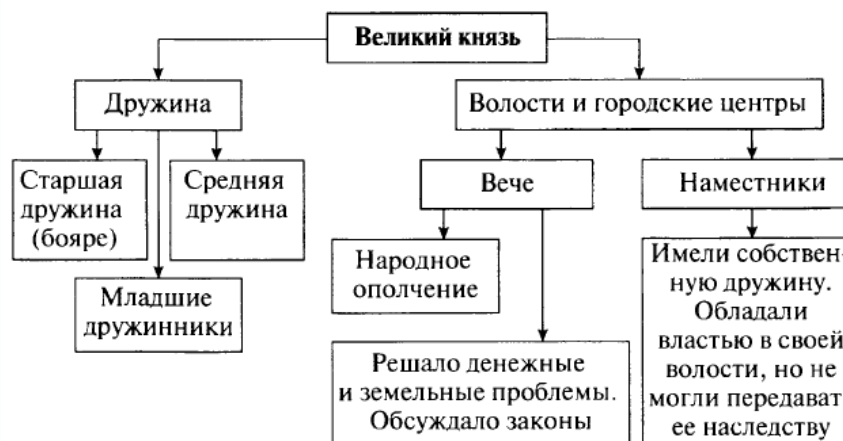 Великий князь
Дружина
Волости и городские центры
Старшая
дружина
(бояре)
Средняя
дружина
Вече
Наместники
Младшие
дружинники
Народное
ополчение
Имели собствен-
ную дружину.
Обладали
властью в своей
волости, но не
могли передават
ее наследству
Решало денежные
и земельные проблемы.
Обсуждало законы